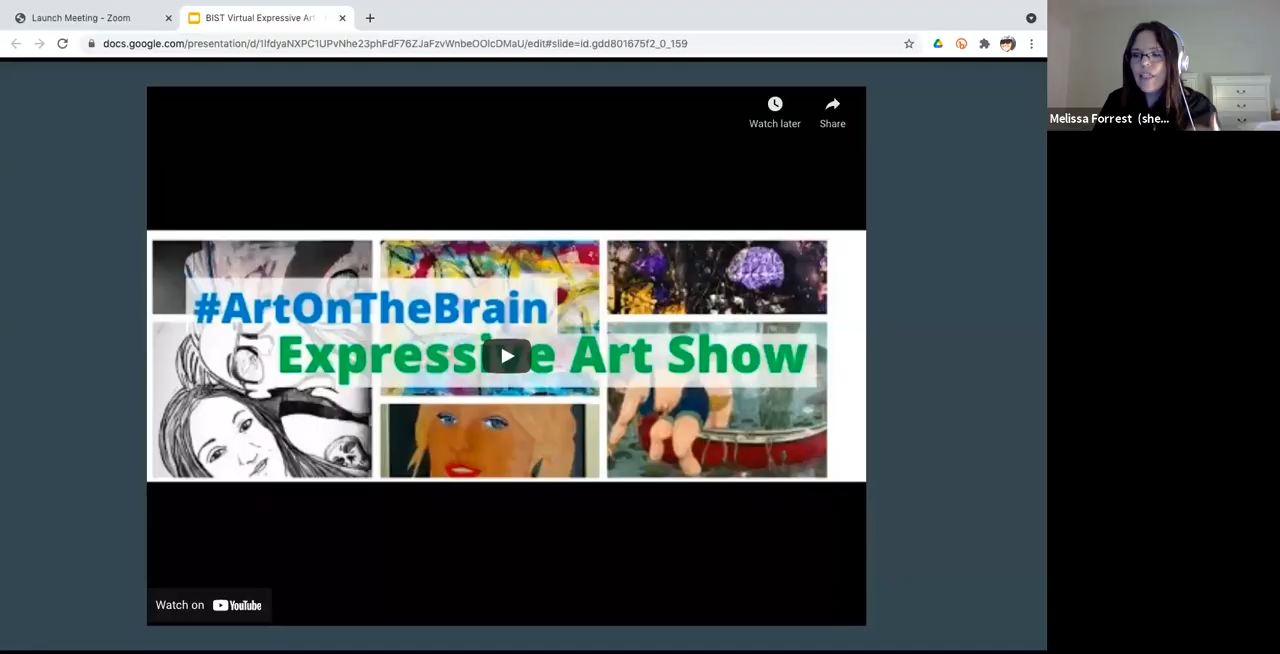 Launch Meeting - Zoom
BIST Virtual Expressive Art
docs.google.com/presentation/d/1lfdyaNXPC1UPvNhe23phFdF76ZJaFzvWnbeOOlcDMaU/edit#slide=id.gdd801675f2_0_159
Melissa Forrest (she...
Watch later
Share
#ArtOnTheBrain
Expressive Art Show
Watch on YouTube